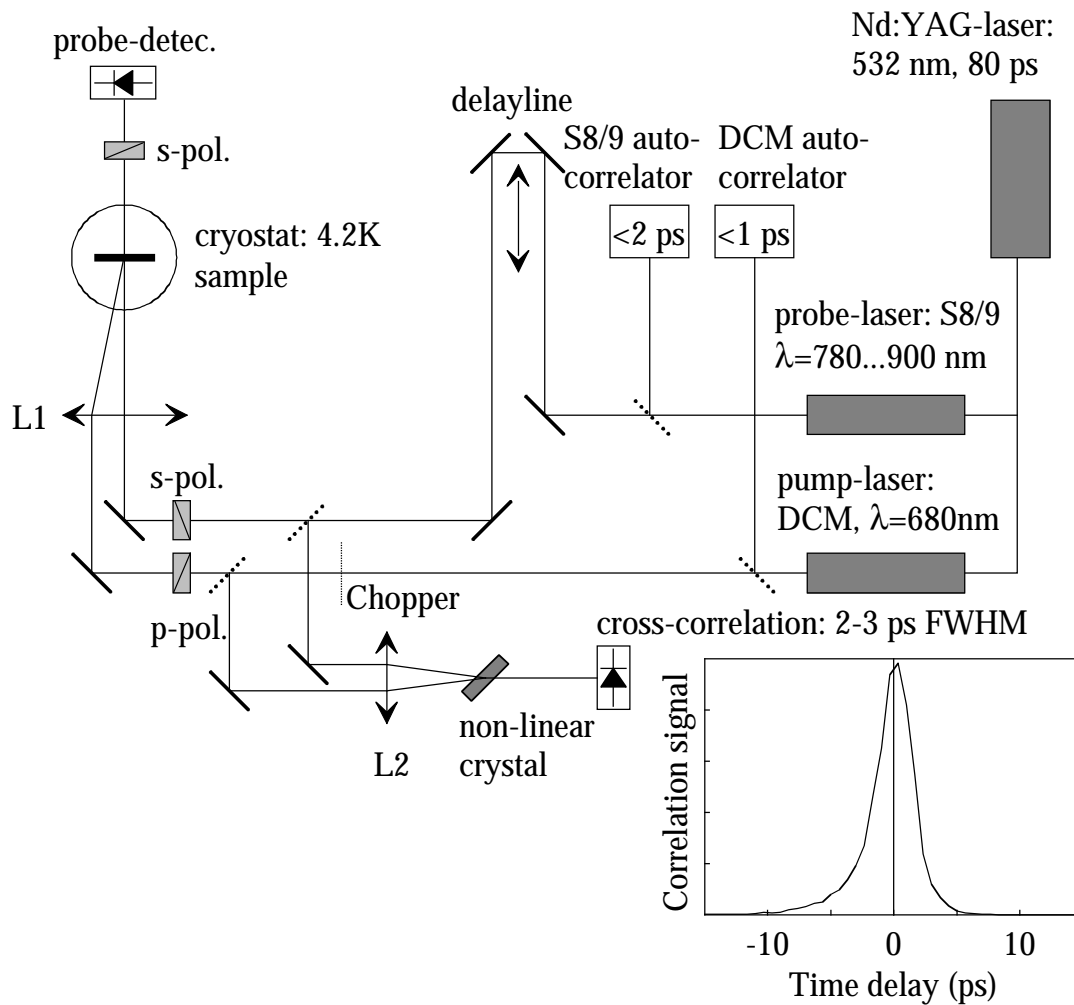 probe-detec.
s-pol.
cryostat: 4.2K
sample
L1
s-pol.
p-pol.
delayline
S8/9 auto-
correlator
<2 ps
DCM auto-
correlator
<1 ps
Nd:YAG-laser:
532 nm, 80 ps
probe-laser: S8/9
λ=780...900 nm
pump-laser:
DCM, λ=680nm
Chopper
L2
non-linear
crystal
cross-correlation: 2-3 ps FWHM
Correlation signal
-10 0 10
Time delay (ps)